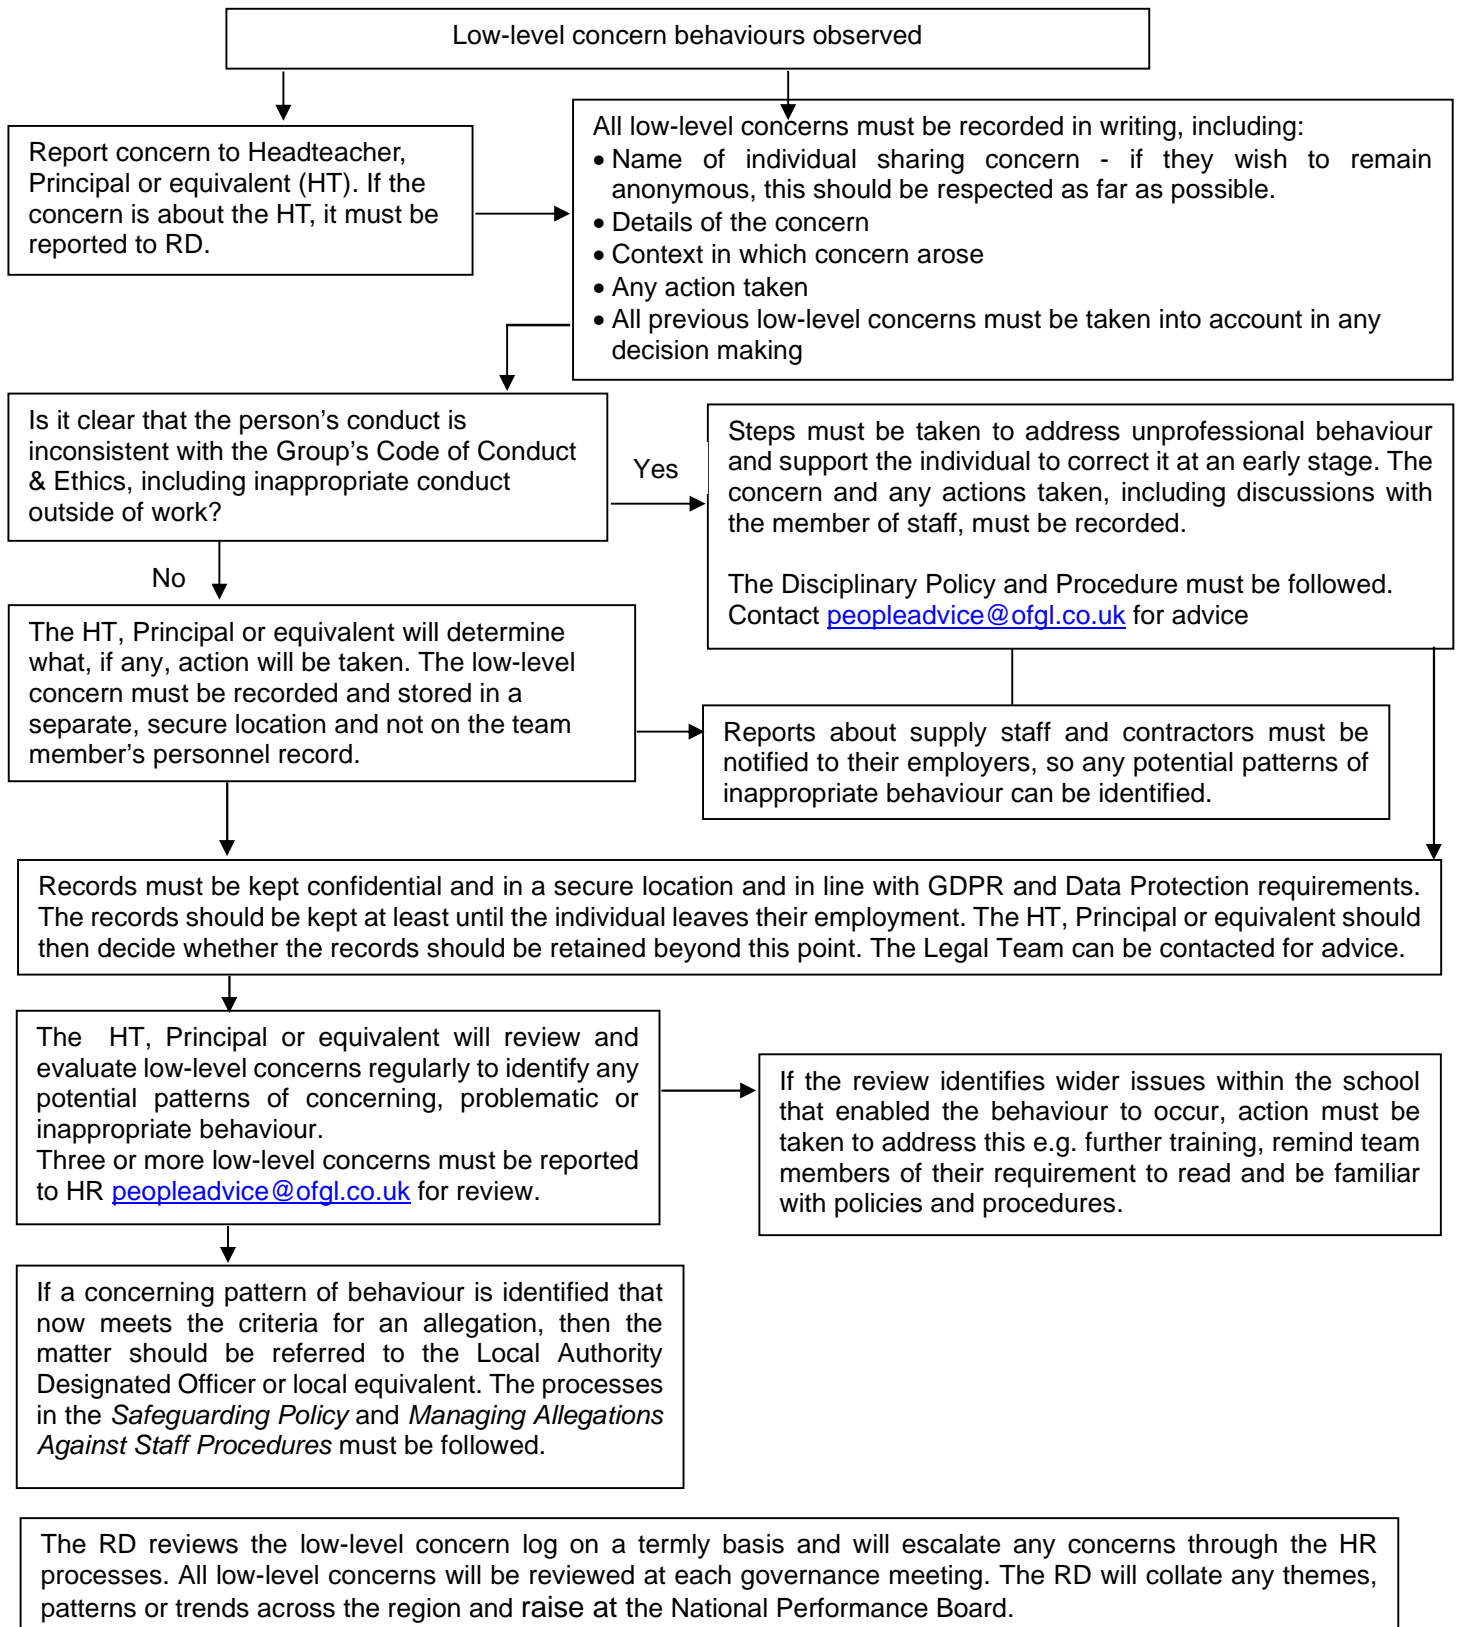 Low-level concern behaviours observed
Report concern to Headteacher,
Principal or equivalent (HT). If the
concern is about the HT, it must be
reported to RD.
All low-level concerns must be recorded in writing, including:
• Name of individual sharing concern - if they wish to remain
anonymous, this should be respected as far as possible.
• Details of the concern
• Context in which concern arose
• Any action taken
• All previous low-level concerns must be taken into account in any
decision making
Is it clear that the person’s conduct is
inconsistent with the Group’s Code of Conduct
& Ethics, including inappropriate conduct
outside of work?
Yes
Steps must be taken to address unprofessional behaviour
and support the individual to correct it at an early stage. The
concern and any actions taken, including discussions with
the member of staff, must be recorded.
The Disciplinary Policy and Procedure must be followed.
Contact peopleadvice@ofgl.co.uk for advice
No
The HT, Principal or equivalent will determine
what, if any, action will be taken. The low-level
concern must be recorded and stored in a
separate, secure location and not on the team
member’s personnel record.
Reports about supply staff and contractors must be
notified to their employers, so any potential patterns of
inappropriate behaviour can be identified.
Records must be kept confidential and in a secure location and in line with GDPR and Data Protection requirements.
The records should be kept at least until the individual leaves their employment. The HT, Principal or equivalent should
then decide whether the records should be retained beyond this point. The Legal Team can be contacted for advice.
The HT, Principal or equivalent will review and
evaluate low-level concerns regularly to identify any
potential patterns of concerning, problematic or
inappropriate behaviour.
Three or more low-level concerns must be reported
to HR peopleadvice@ofgl.co.uk for review.
If the review identifies wider issues within the school
that enabled the behaviour to occur, action must be
taken to address this e.g. further training, remind team
members of their requirement to read and be familiar
with policies and procedures.
If a concerning pattern of behaviour is identified that
now meets the criteria for an allegation, then the
matter should be referred to the Local Authority
Designated Officer or local equivalent. The processes
in the Safeguarding Policy and Managing Allegations
Against Staff Procedures must be followed.
The RD reviews the low-level concern log on a termly basis and will escalate any concerns through the HR
processes. All low-level concerns will be reviewed at each governance meeting. The RD will collate any themes,
patterns or trends across the region and raise at the National Performance Board.